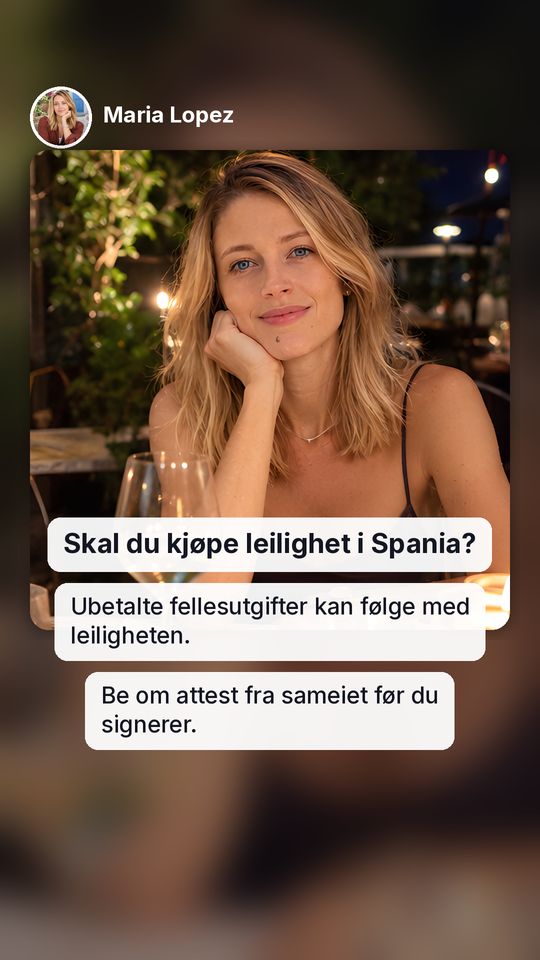 Maria Lopez
Skal du kjøpe leilighet i Spania?
Ubetalte fellesutgifter kan følge med
leiligheten.
Be om attest fra sameiet før du
signerer.